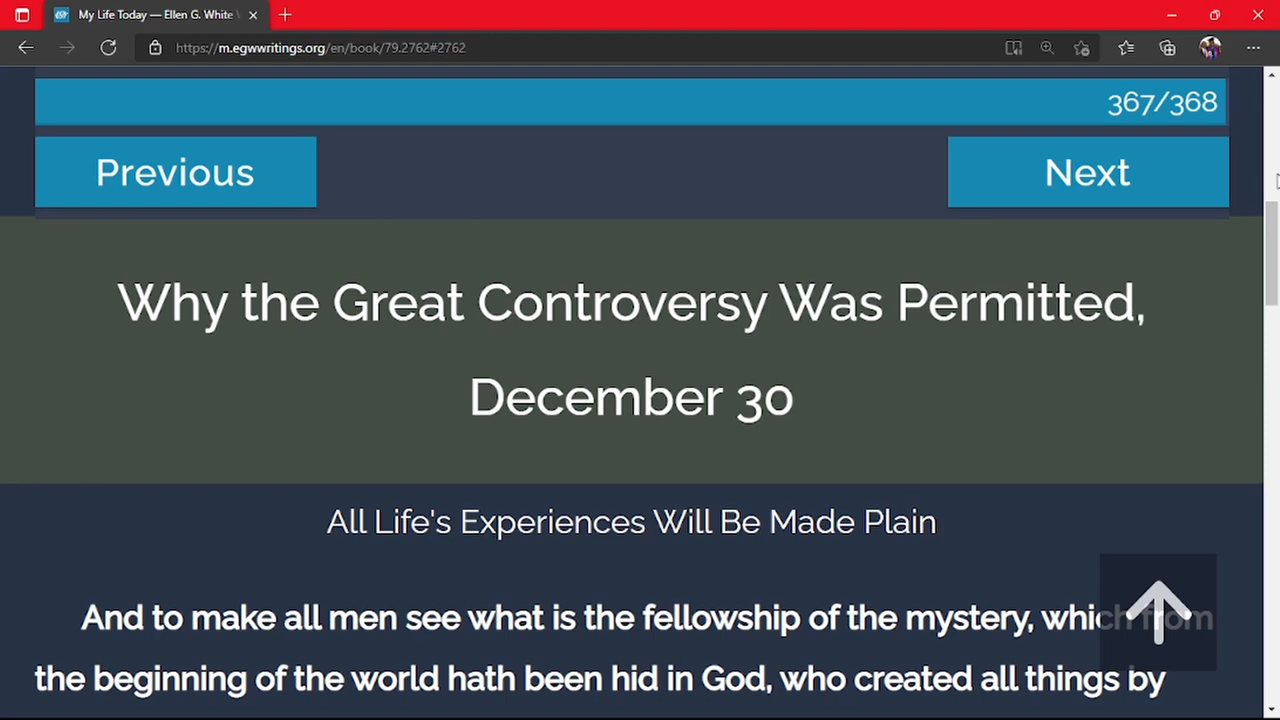 My Life Today — Ellen G. White
https://m.egwwritings.org/en/book/79.2762#2762
367/368
Previous Next
Why the Great Controversy Was Permitted,
December 30
All Life's Experiences Will Be Made Plain
And to make all men see what is the fellowship of the mystery, which from
the beginning of the world hath been hid in God, who created all things by